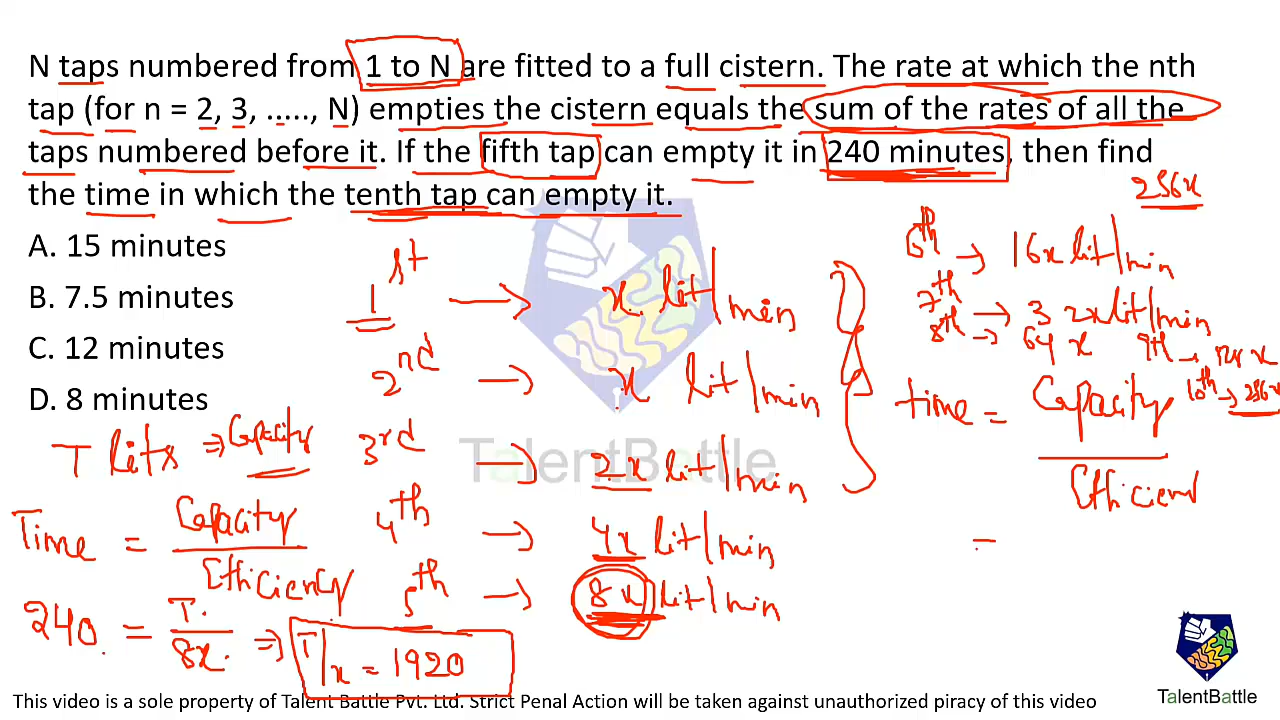 N taps numbered from 1 to N are fitted to a full cistern. The rate at which the nth
tap (for n = 2, 3, ....., N) empties the cistern equals the sum of the rates of all the
taps numbered before it. If the fifth tap can empty it in 240 minutes, then find
the time in which the tenth tap can empty it.
256x
A. 15 minutes
B. 7.5 minutes
C. 12 minutes
D. 8 minutes
T lits ⇒ Capacity
Time = Capacity / Efficiency
240 = T / 8x ⇒ T/x = 1920
1st → x lit/min
2nd → x lit/min
3rd → 2x lit/min
4th → 4x lit/min
5th → 8x lit/min
6th → 16x lit/min
7th → 32x lit/min
8th → 64x
9th → 128x
10th → 256x
time = Capacity /
=
TalentBattle
This video is a sole property of Talent Battle Pvt. Ltd. Strict Penal Action will be taken against unauthorized piracy of this video
TalentBattle